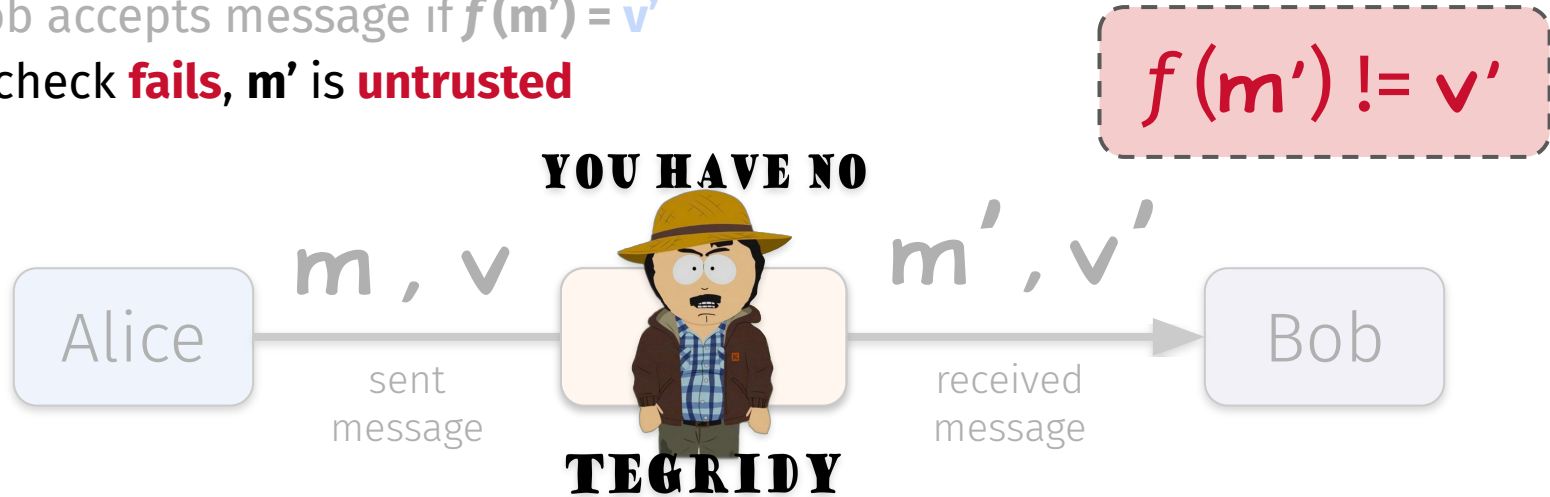 ob accepts message if f (m’) = v’
check fails, m’ is untrusted
f (m’) != v’
YOU HAVE NO
m , v
m’ , v’
Alice
Bob
sent
message
received
message
TEGRIDY